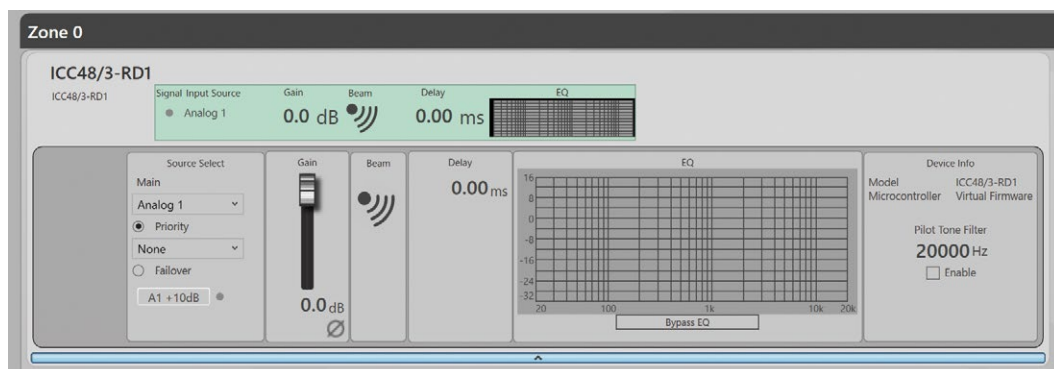 Zone 0
ICC48/3-RD1
ICC48/3-RD1
Signal Input Source
Analog 1
Gain
0.0 dB
Beam
Delay
0.00 ms
EQ
Source Select
Main
Analog 1
Priority
None
Failover
A1 +10dB
Gain
0.0 dB
Beam
Delay
0.00 ms
EQ
16
8
0
-8
-16
-24
-32
20 100 1k 10k 20k
Bypass EQ
Device Info
Model ICC48/3-RD1
Microcontroller Virtual Firmware
Pilot Tone Filter
20000 Hz
Enable